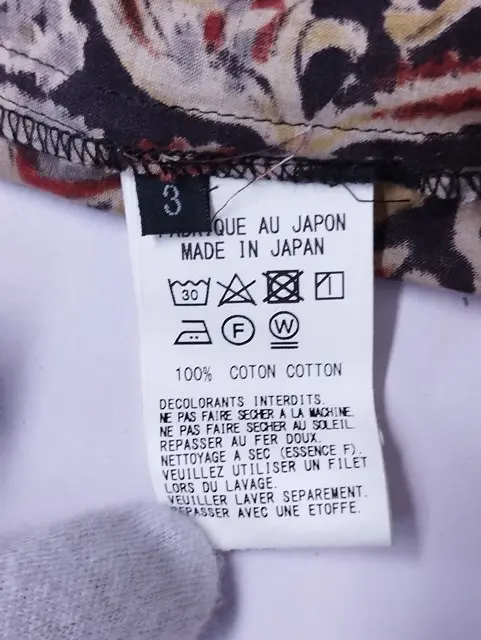 3
FABRIQUE AU JAPON
MADE IN JAPAN
30
F
W
100% COTON COTTON
DECOLORANTS INTERDITS.
NE PAS FAIRE SECHER A LA MACHINE.
NE PAS FAIRE SECHER AU SOLEIL.
REPASSER AU FER DOUX.
NETTOYAGE A SEC (ESSENCE F).
VEUILLEZ UTILISER UN FILET
LORS DU LAVAGE.
VEUILLER LAVER SEPAREMENT.
REPASSER AVEC UNE ETOFFE.